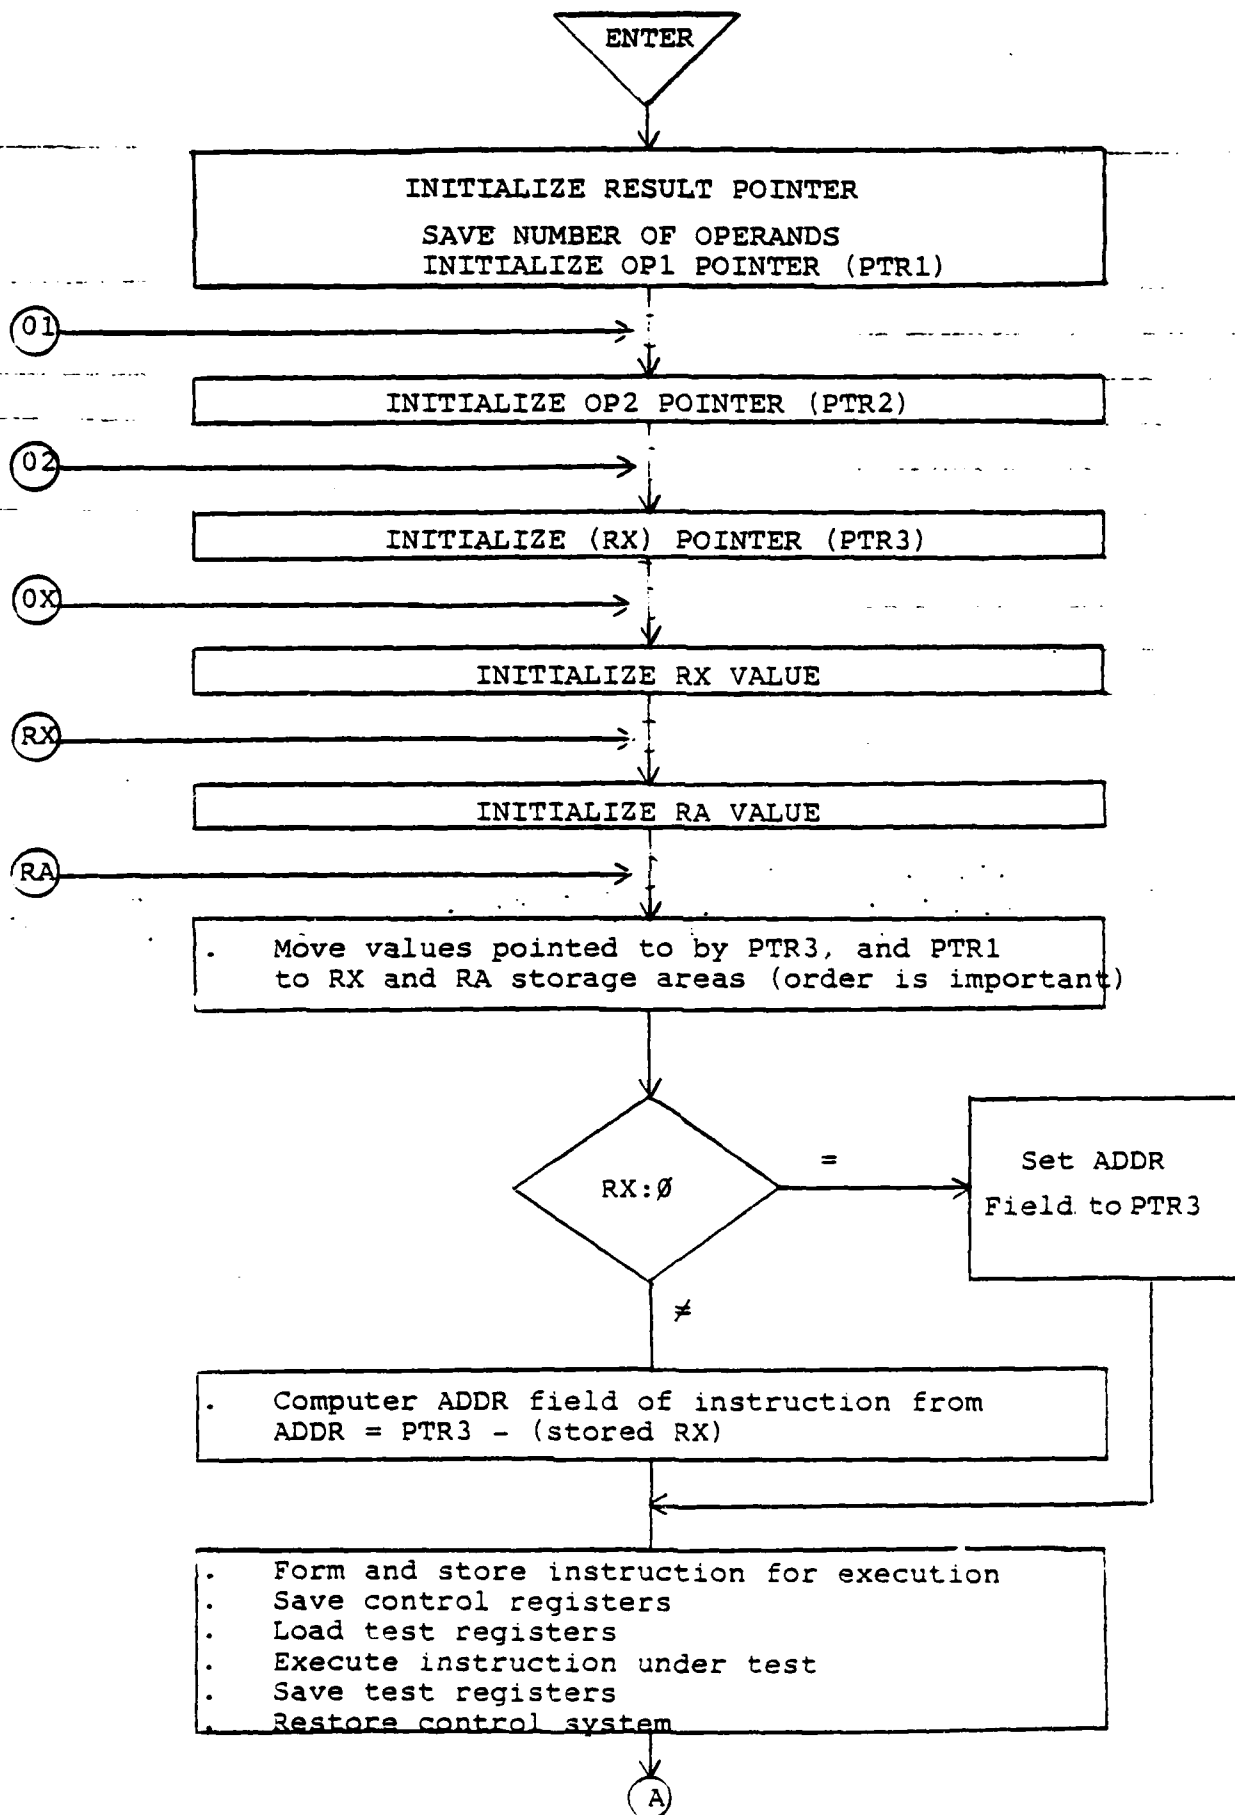 ENTER
INITIALIZE RESULT POINTER
SAVE NUMBER OF OPERANDS
INITIALIZE OP1 POINTER (PTR1)
01
INITIALIZE OP2 POINTER (PTR2)
02
INITIALIZE (RX) POINTER (PTR3)
0X
INITIALIZE RX VALUE
RX
INITIALIZE RA VALUE
RA
. Move values pointed to by PTR3, and PTR1
to RX and RA storage areas (order is important)
RX:Ø
=
Set ADDR
Field to PTR3
≠
. Computer ADDR field of instruction from
ADDR = PTR3 - (stored RX)
. Form and store instruction for execution
. Save control registers
. Load test registers
. Execute instruction under test
. Save test registers
. Restore control system
A